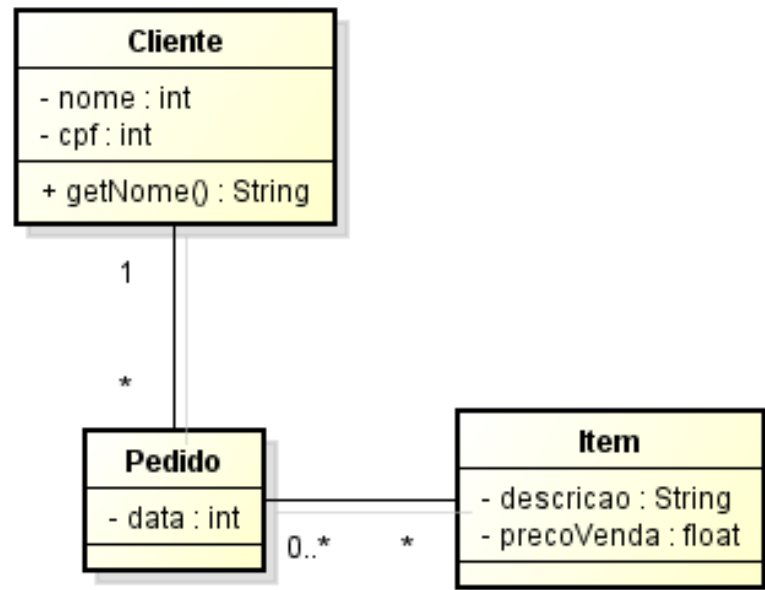 Cliente
- nome : int
- cpf : int
+ getNome() : String
1
*
Pedido
- data : int
0..*
*
Item
- descricao : String
- precoVenda : float